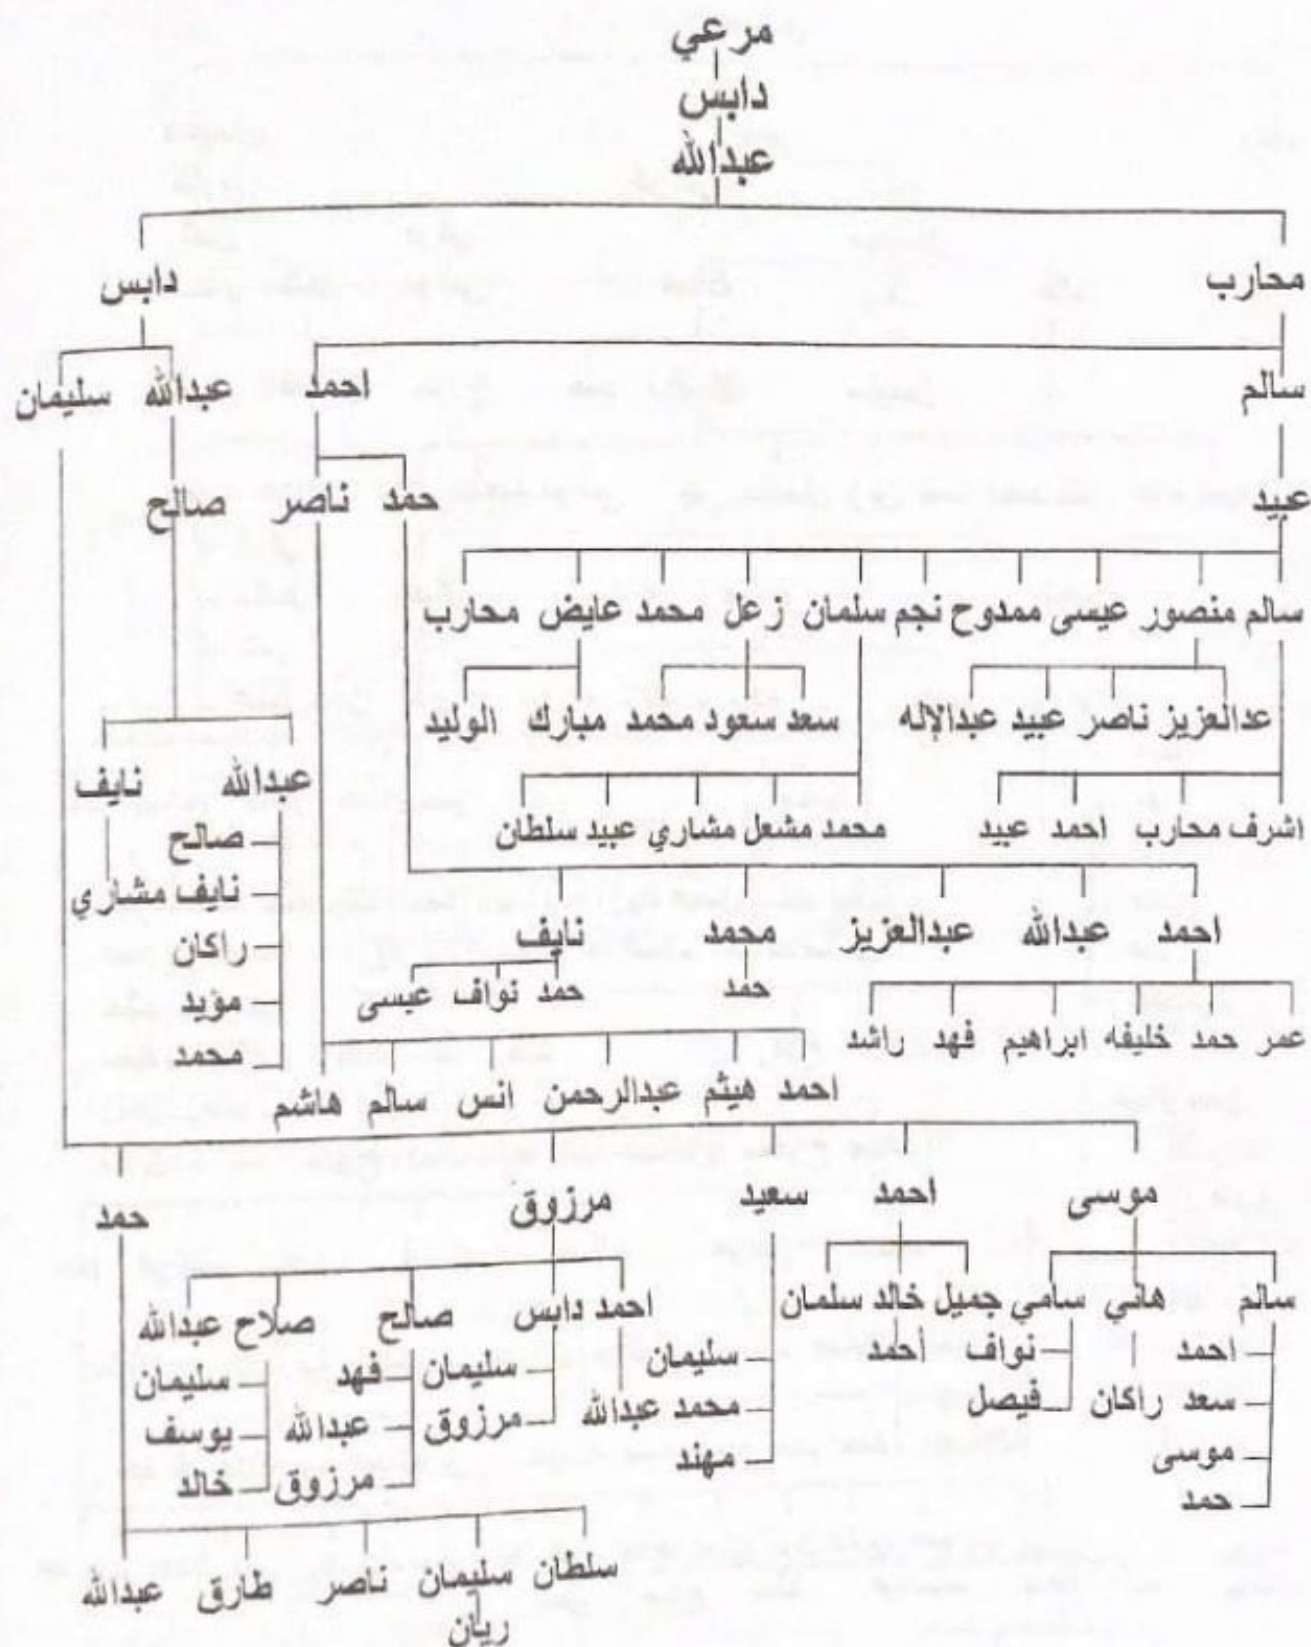 مرعي
دابس
عبدالله
محارب دابس
سالم احمد عبدالله سليمان
عبيد حمد ناصر صالح
سالم منصور عيسى ممدوح نجم سلمان زعل محمد عايض محارب
عدالعزيز ناصر عبيد عبدالإله سعد سعود محمد مبارك الوليد
عبدالله نايف
اشرف محارب احمد عبيد محمد مشعل مشاري عبيد سلطان
صالح
نايف مشاري
احمد عبدالله عبدالعزيز محمد نايف
راكان
حمد حمد نواف عيسى
مؤيد
عمر حمد خليفه ابراهيم فهد راشد
محمد
احمد هيثم عبدالرحمن انس سالم هاشم
موسى احمد سعيد مرزوق حمد
سالم هاني سامي جميل خالد سلمان احمد دابس صالح صلاح عبدالله
احمد نواف أحمد سليمان سليمان فهد سليمان
سعد راكان فيصل محمد عبدالله مرزوق عبدالله يوسف
موسى مهند مرزوق خالد
حمد
سلطان سليمان ناصر طارق عبدالله
ريان